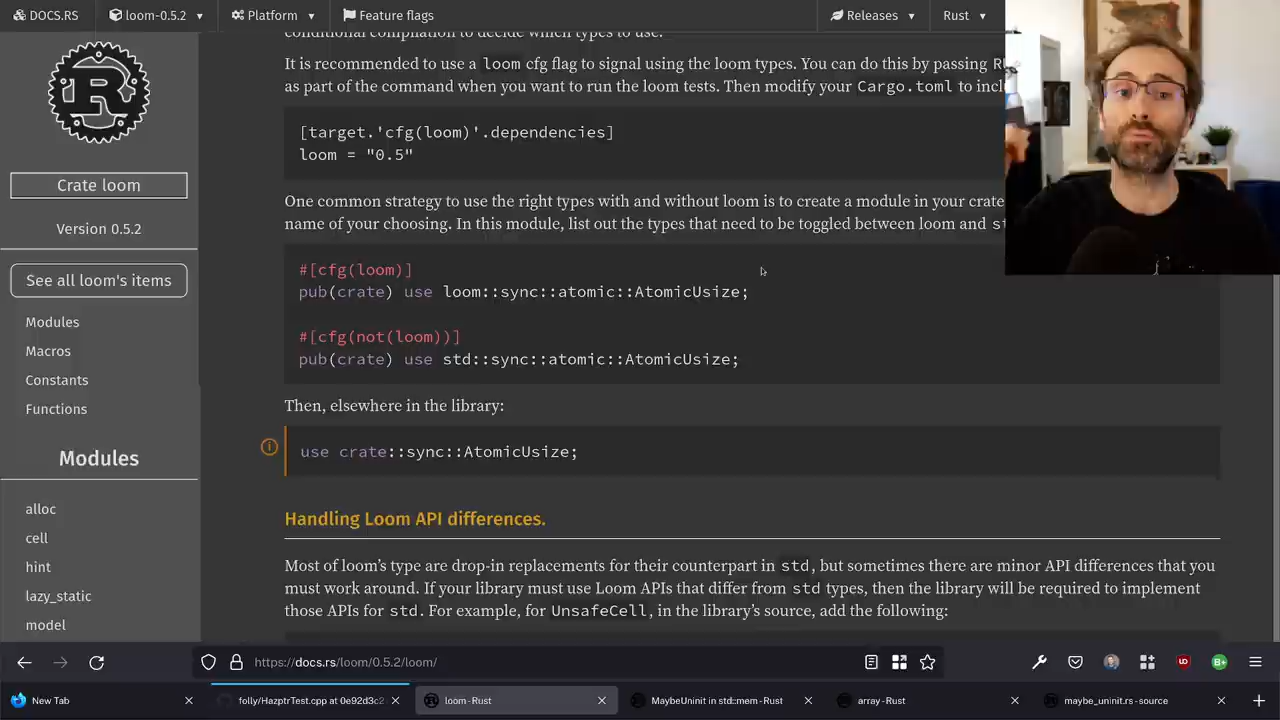 DOCS.RS
loom-0.5.2
Platform
Feature flags
Releases
Rust
R
Crate loom
Version 0.5.2
See all loom's items
Modules
Macros
Constants
Functions
Modules
alloc
cell
hint
lazy_static
model
conditional compilation to decide which types to use.
It is recommended to use a loom cfg flag to signal using the loom types. You can do this by passing
as part of the command when you want to run the loom tests. Then modify your Cargo.toml to
[target.'cfg(loom)'.dependencies]
loom = "0.5"
One common strategy to use the right types with and without loom is to create a module in your crate
name of your choosing. In this module, list out the types that need to be toggled between loom and
#[cfg(loom)]
pub(crate) use loom::sync::atomic::AtomicUsize;
#[cfg(not(loom))]
pub(crate) use std::sync::atomic::AtomicUsize;
Then, elsewhere in the library:
use crate::sync::AtomicUsize;
Handling Loom API differences.
Most of loom's type are drop-in replacements for their counterpart in std, but sometimes there are minor API differences that you
must work around. If your library must use Loom APIs that differ from std types, then the library will be required to implement
those APIs for std. For example, for UnsafeCell, in the library's source, add the following:
https://docs.rs/loom/0.5.2/loom/
New Tab
folly/HazptrTest.cpp at 0e92d3c2
loom - Rust
MaybeUninit in std::mem - Rust
array - Rust
maybe_uninit.rs - source